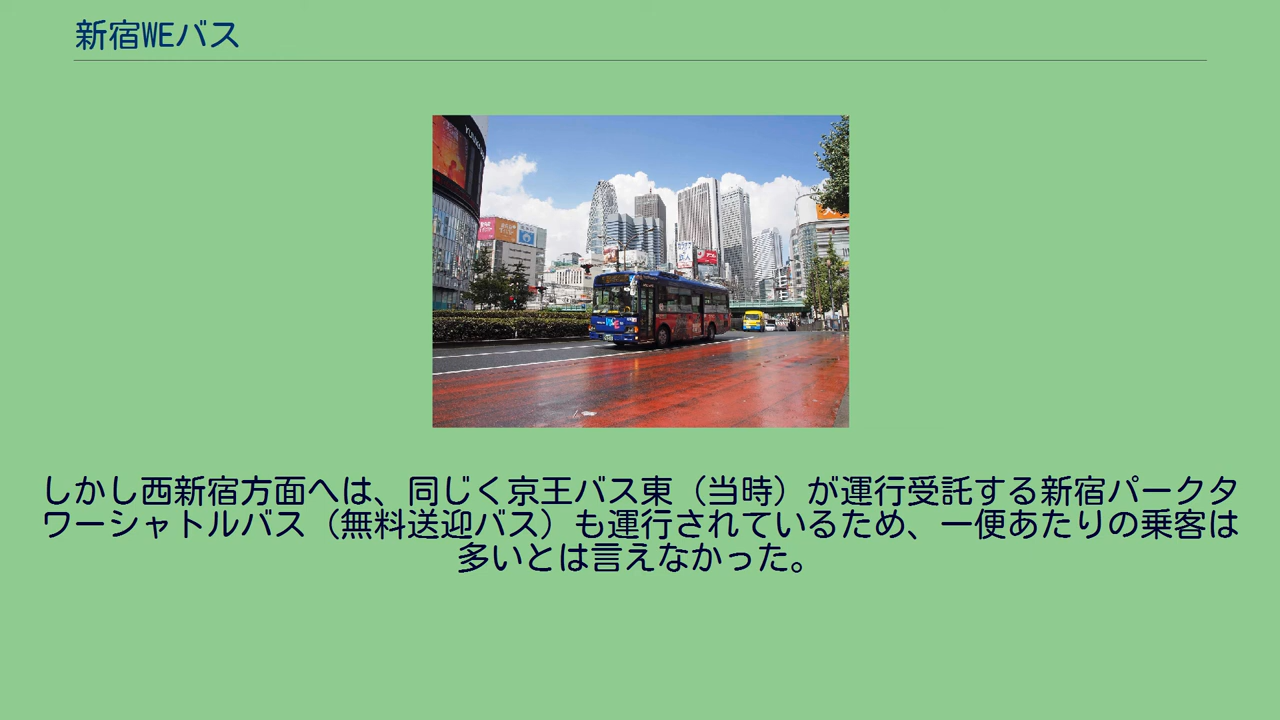 新宿WEバス
しかし西新宿方面へは、同じく京王バス東（当時）が運行受託する新宿パークタ
ワーシャトルバス（無料送迎バス）も運行されているため、一便あたりの乗客は
多いとは言えなかった。